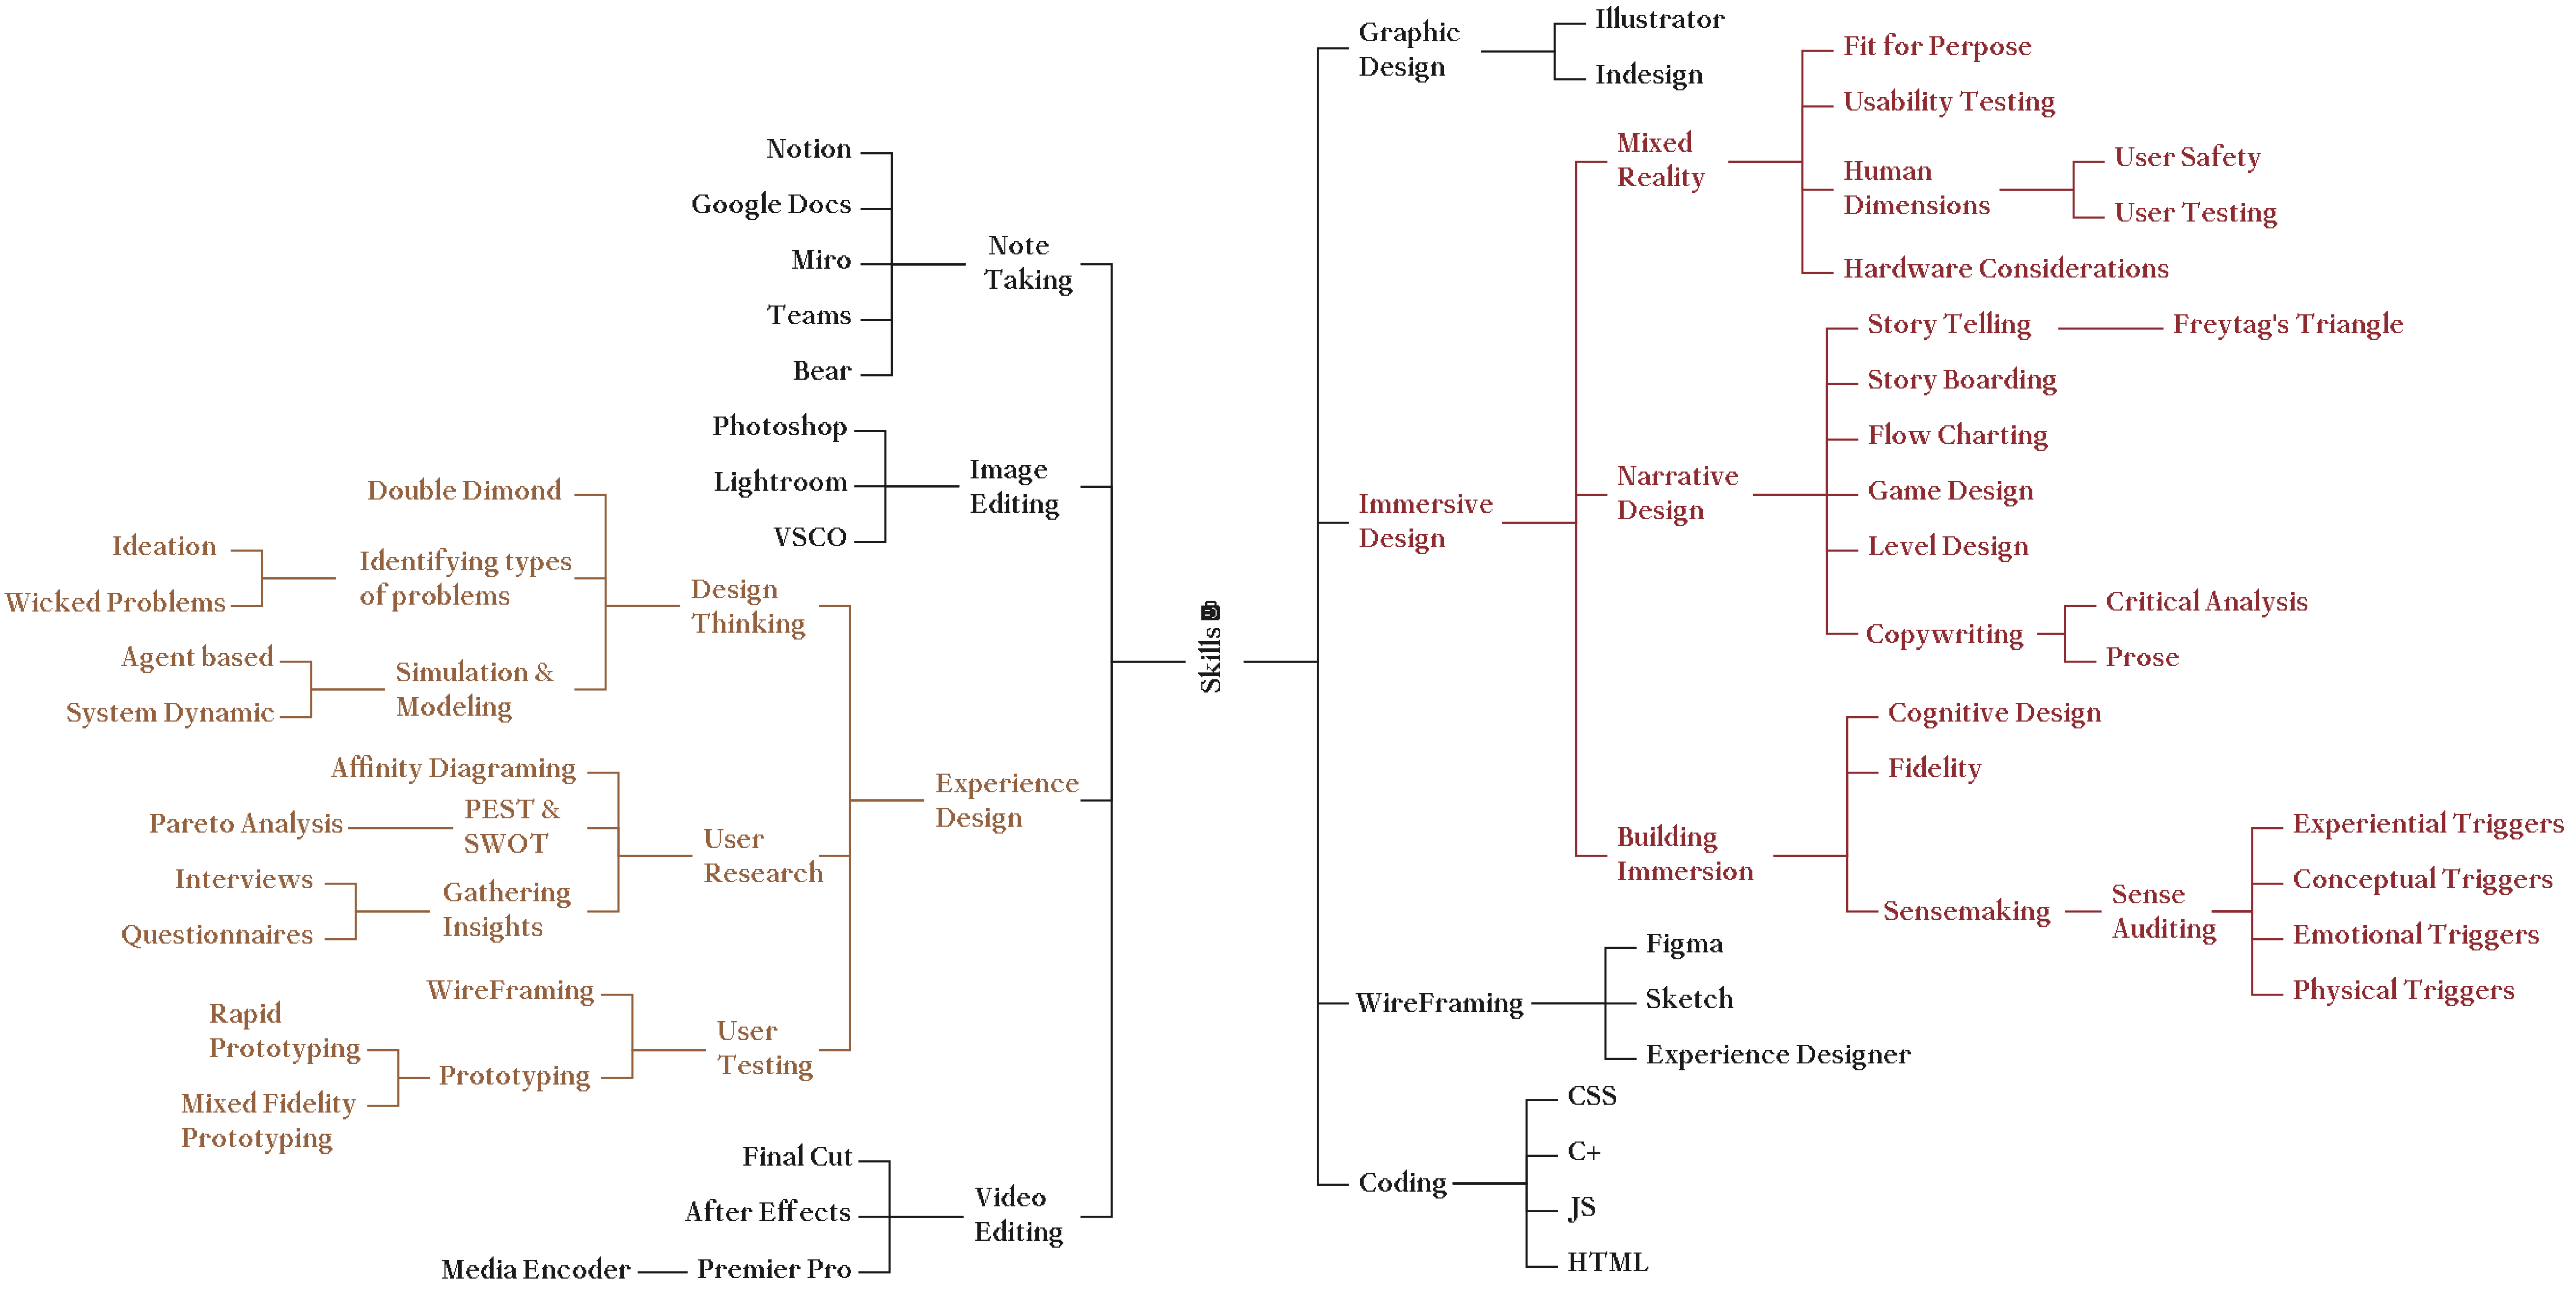 Skills
Note
Taking
Notion
Google Docs
Miro
Teams
Bear
Image
Editing
Photoshop
Lightroom
VSCO
Experience
Design
Design
Thinking
Double Dimond
Identifying types
of problems
Ideation
Wicked Problems
Simulation &
Modeling
Agent based
System Dynamic
User
Research
Affinity Diagraming
PEST &
SWOT
Pareto Analysis
Gathering
Insights
Interviews
Questionnaires
User
Testing
WireFraming
Prototyping
Rapid
Prototyping
Mixed Fidelity
Prototyping
Video
Editing
Final Cut
After Effects
Premier Pro
Media Encoder
Graphic
Design
Illustrator
Indesign
Immersive
Design
Mixed
Reality
Fit for Perpose
Usability Testing
Human
Dimensions
User Safety
User Testing
Hardware Considerations
Narrative
Design
Story Telling
Freytag's Triangle
Story Boarding
Flow Charting
Game Design
Level Design
Copywriting
Critical Analysis
Prose
Building
Immersion
Cognitive Design
Fidelity
Sensemaking
Sense
Auditing
Experiential Triggers
Conceptual Triggers
Emotional Triggers
Physical Triggers
WireFraming
Figma
Sketch
Experience Designer
Coding
CSS
C+
JS
HTML